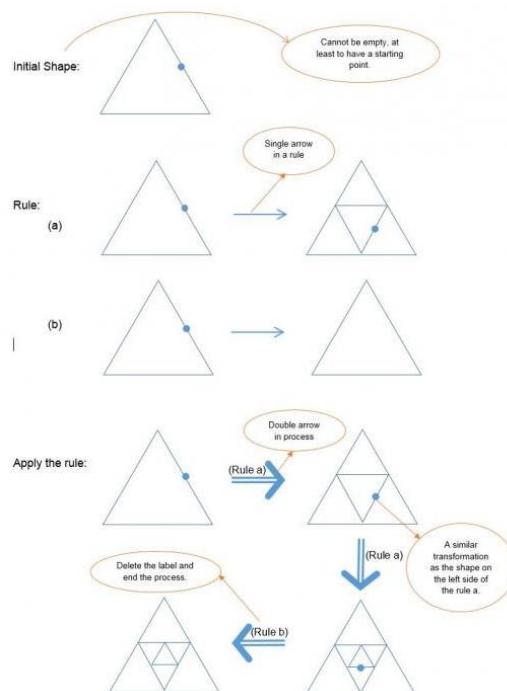 Cannot be empty, at
least to have a starting
point.
Initial Shape:
Single arrow
in a rule
Rule:
(a)
(b)
Double arrow
in process
Apply the rule:
(Rule a)
(Rule a)
A similar
transformation
as the shape on
the left side of
the rule a.
Delete the label and
end the process.
(Rule b)